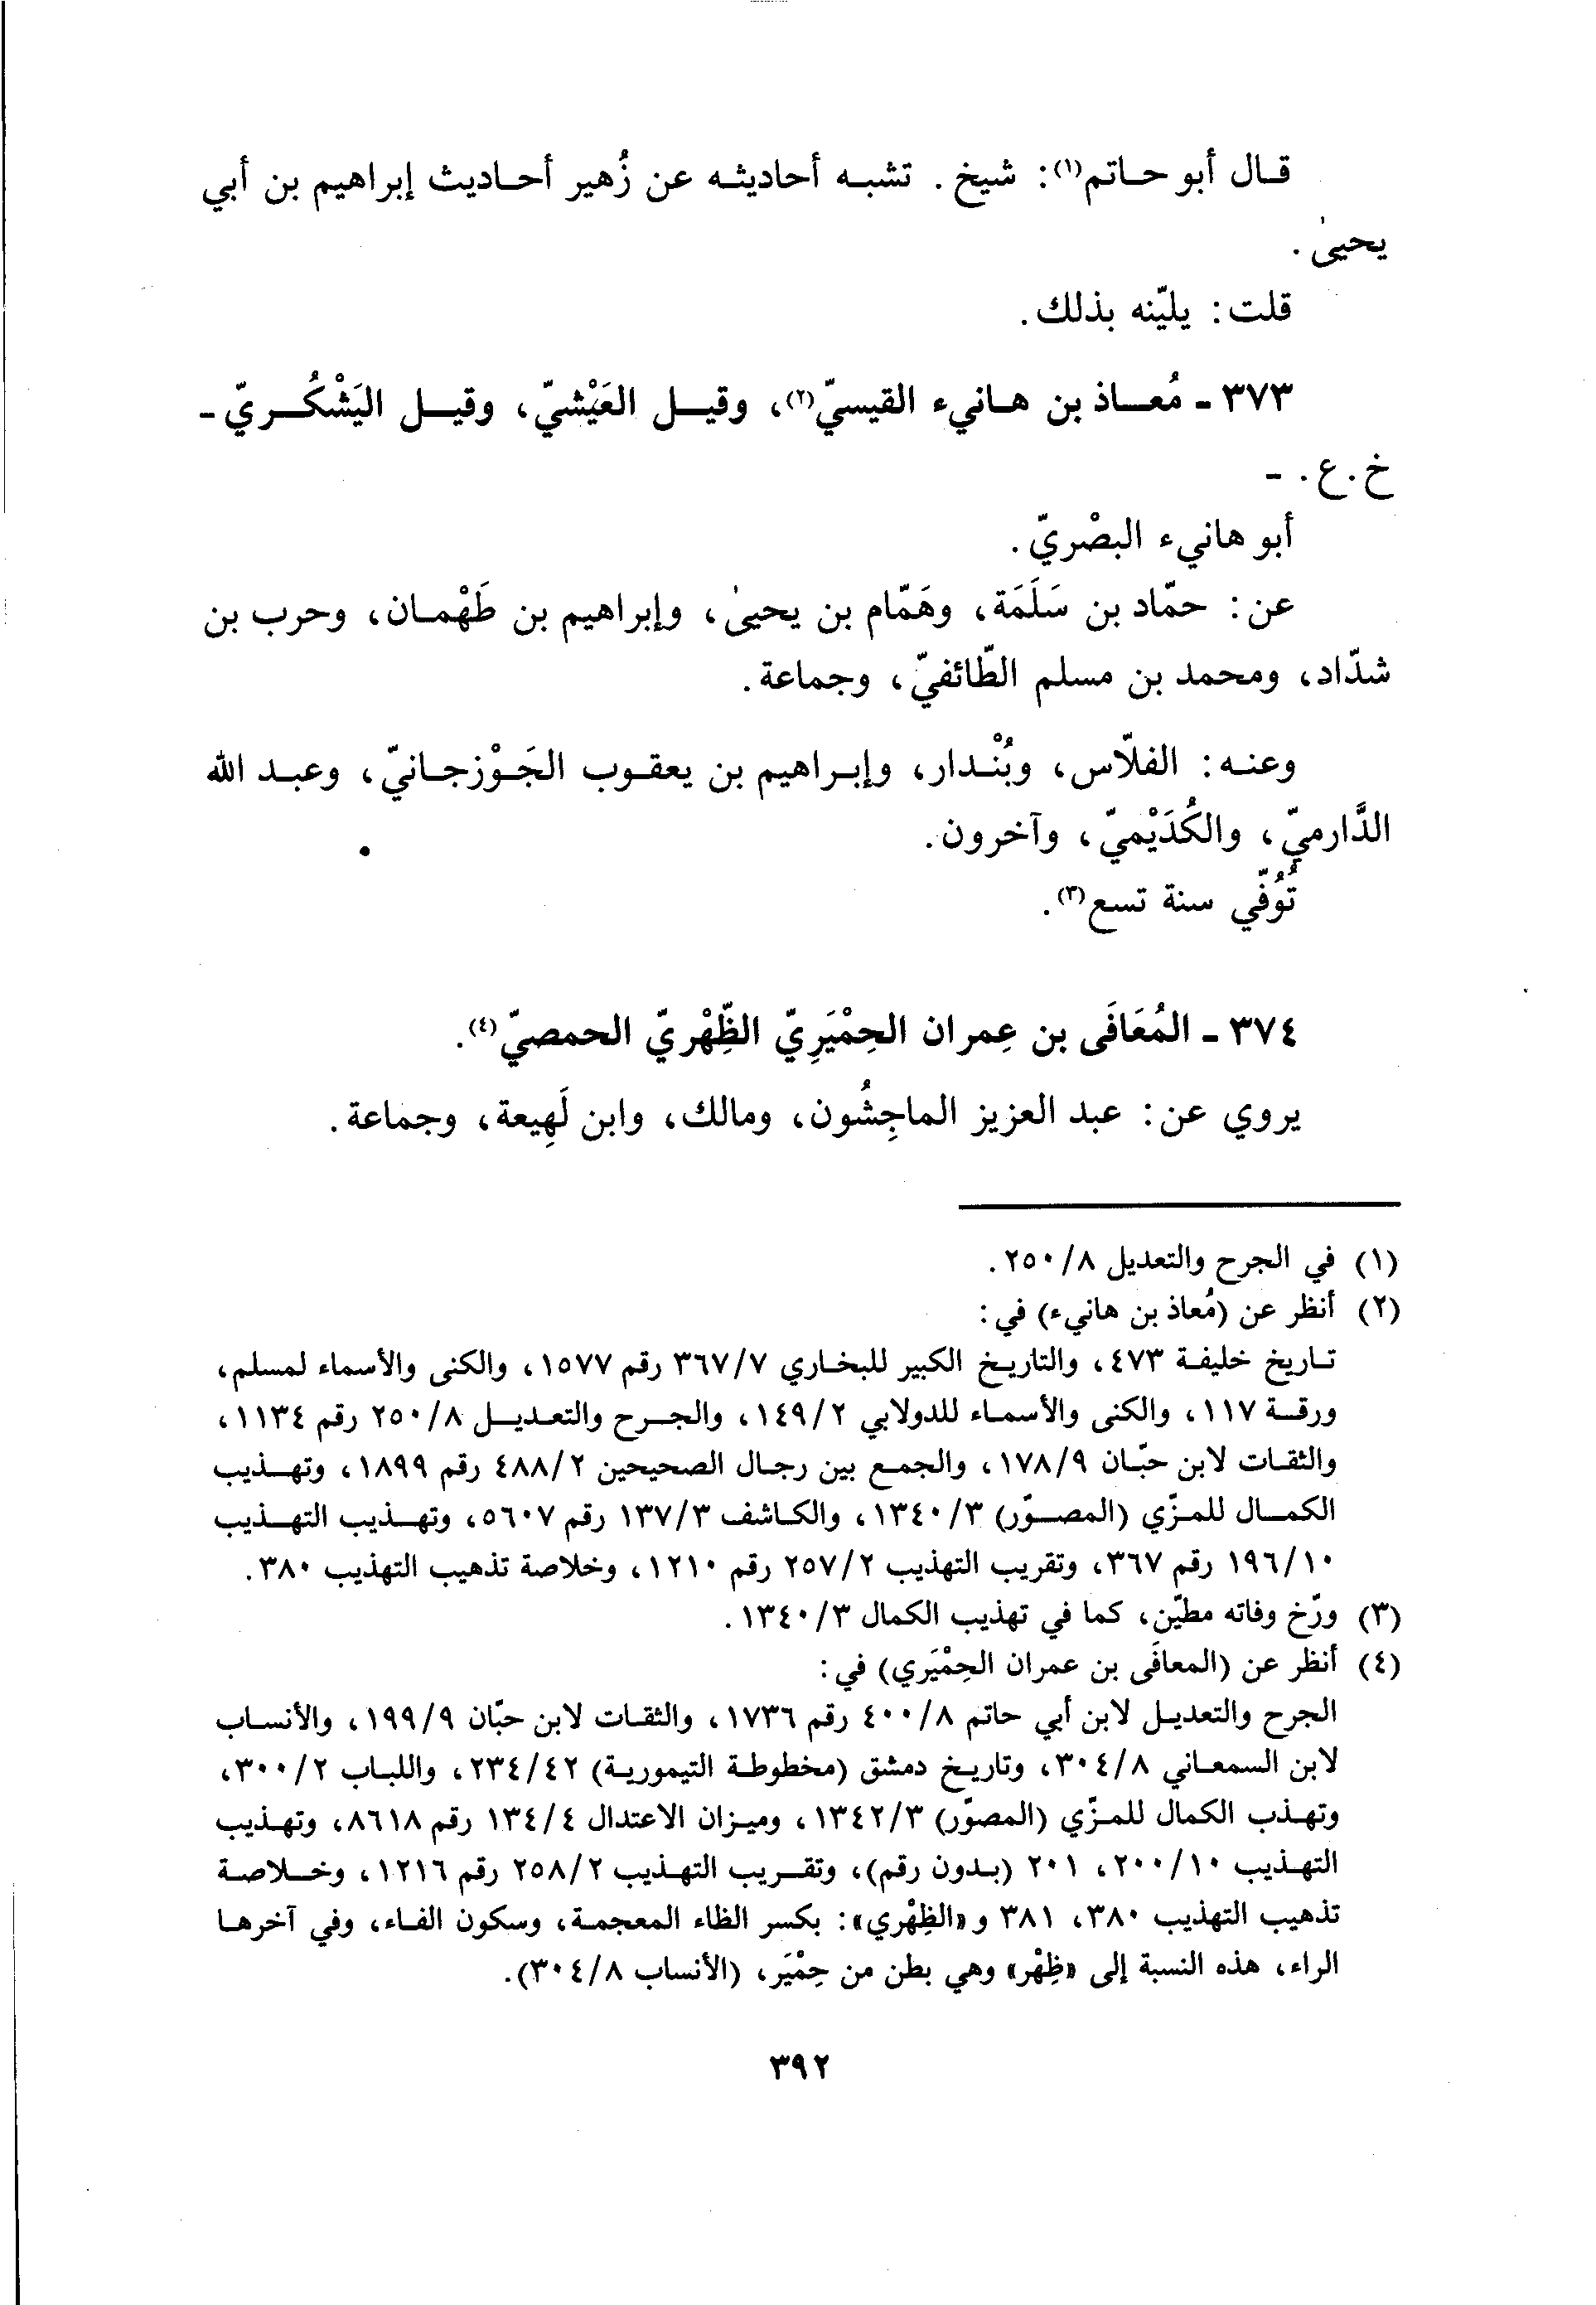 قال أبو حاتم(١): شيخ. تشبه أحاديثه عن زُهير أحاديث إبراهيم بن أبي
يحيىٰ.
قلت: يليّنه بذلك.
٣٧٣ - مُعاذ بن هانيء القيسيّ(٢)، وقيل العَيْشيّ، وقيل اليَشْكُريّ -
خ. ع. -
أبو هانيء البصْريّ.
عن: حمّاد بن سَلَمَة، وهَمّام بن يحيىٰ، وإبراهيم بن طَهْمان، وحرب بن
شدّاد، ومحمد بن مسلم الطّائفيّ، وجماعة.
وعنه: الفلّاس، وبُنْدار، وإبراهيم بن يعقوب الجَوْزجانيّ، وعبد الله
الدَّارميّ، والكُدَيْميّ، وآخرون.
تُوُفّي سنة تسع(٣).
٣٧٤ - المُعَافَى بن عِمران الحِمْيَرِيّ الظِّهْريّ الحمصيّ(٤).
يروي عن: عبد العزيز الماجِشُون، ومالك، وابن لَهِيعة، وجماعة.
(١) في الجرح والتعديل ٢٥٠/٨.
(٢) أنظر عن (مُعاذ بن هانيء) في:
تاريخ خليفة ٤٧٣، والتاريخ الكبير للبخاري ٣٦٧/٧ رقم ١٥٧٧، والكنى والأسماء لمسلم،
ورقة ١١٧، والكنى والأسماء للدولابي ١٤٩/٢، والجرح والتعديل ٢٥٠/٨ رقم ١١٣٤،
والثقات لابن حبّان ١٧٨/٩، والجمع بين رجال الصحيحين ٤٨٨/٢ رقم ١٨٩٩، وتهذيب
الكمال للمزّي (المصوّر) ١٣٤٠/٣، والكاشف ١٣٧/٣ رقم ٥٦٠٧، وتهذيب التهذيب
١٩٦/١٠ رقم ٣٦٧، وتقريب التهذيب ٢٥٧/٢ رقم ١٢١٠، وخلاصة تذهيب التهذيب ٣٨٠.
(٣) ورّخ وفاته مطيّن، كما في تهذيب الكمال ١٣٤٠/٣.
(٤) أنظر عن (المعافَى بن عمران الحِمْيَري) في:
الجرح والتعديل لابن أبي حاتم ٤٠٠/٨ رقم ١٧٣٦، والثقات لابن حبّان ١٩٩/٩، والأنساب
لابن السمعاني ٣٠٤/٨، وتاريخ دمشق (مخطوطة التيمورية) ٢٣٤/٤٢، واللباب ٣٠٠/٢،
وتهذب الكمال للمزّي (المصوّر) ١٣٤٢/٣، وميزان الاعتدال ١٣٤/٤ رقم ٨٦١٨، وتهذيب
التهذيب ٢٠٠/١٠، ٢٠١ (بدون رقم)، وتقريب التهذيب ٢٥٨/٢ رقم ١٢١٦، وخلاصة
تذهيب التهذيب ٣٨٠، ٣٨١ و«الظِهْري»: بكسر الظاء المعجمة، وسكون الفاء، وفي آخرها
الراء، هذه النسبة إلى «ظِهْر» وهي بطن من حِمْيَر، (الأنساب ٣٠٤/٨).
٣٩٢